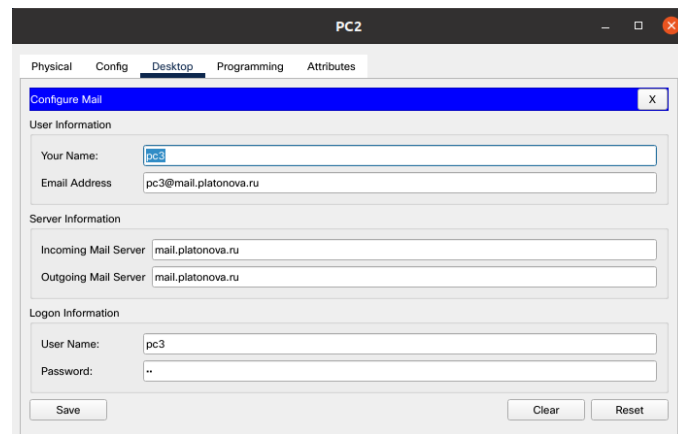 PC2
Physical Config Desktop Programming Attributes
Configure Mail X
User Information
Your Name: pc3
Email Address pc3@mail.platonova.ru
Server Information
Incoming Mail Server mail.platonova.ru
Outgoing Mail Server mail.platonova.ru
Logon Information
User Name: pc3
Password: ••
Save Clear Reset